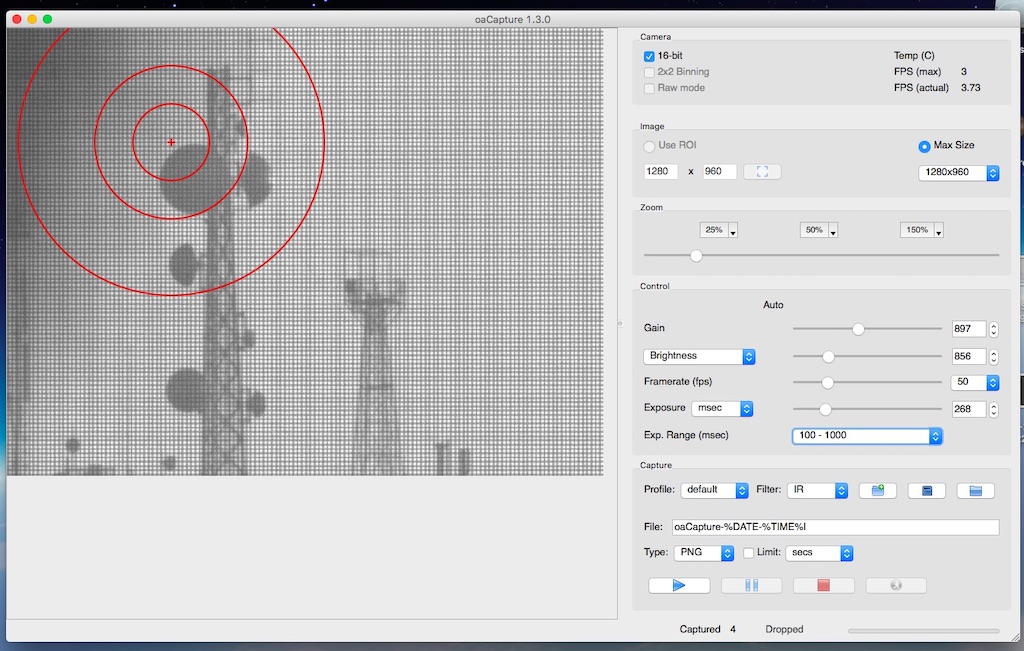 oaCapture 1.3.0
Camera
16-bit
Temp (C)
2x2 Binning
FPS (max) 3
Raw mode
FPS (actual) 3.73
Image
Use ROI
Max Size
1280 x 960
1280x960
Zoom
25% 50% 150%
Control
Auto
Gain 897
Brightness 856
Framerate (fps) 50
Exposure msec 268
Exp. Range (msec) 100 - 1000
Capture
Profile: default Filter: IR
File: oaCapture-%DATE-%TIME%I
Type: PNG Limit: secs
Captured 4 Dropped